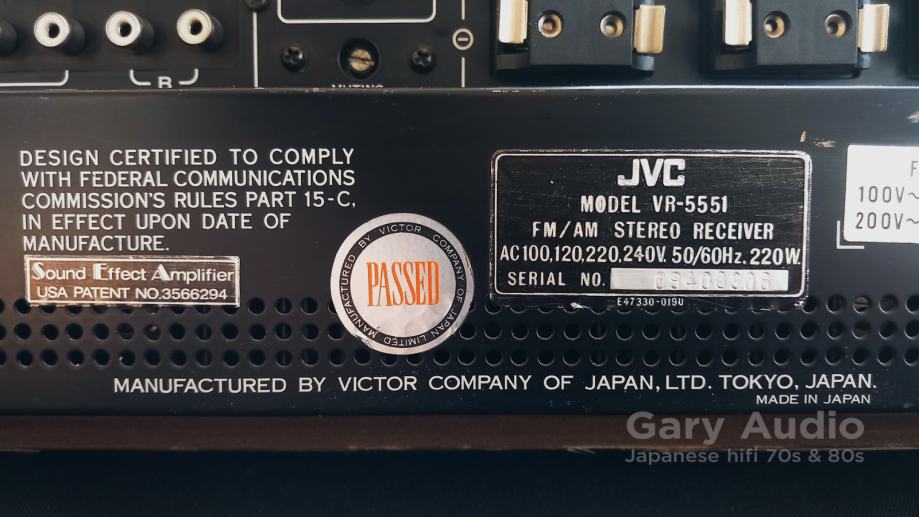 R
MUTING
DESIGN CERTIFIED TO COMPLY
WITH FEDERAL COMMUNICATIONS
COMMISSION'S RULES PART 15-C,
IN EFFECT UPON DATE OF
MANUFACTURE.
Sound Effect Amplifier
USA PATENT NO.3566294
MANUFACTURED BY VICTOR COMPANY OF JAPAN LIMITED
PASSED
JVC
MODEL VR-5551
FM/AM STEREO RECEIVER
AC100,120,220,240V. 50/60Hz. 220W
SERIAL NO.
E47330-019U
F
100V~
200V~
MANUFACTURED BY VICTOR COMPANY OF JAPAN, LTD. TOKYO, JAPAN.
MADE IN JAPAN
Gary Audio
Japanese hifi 70s & 80s